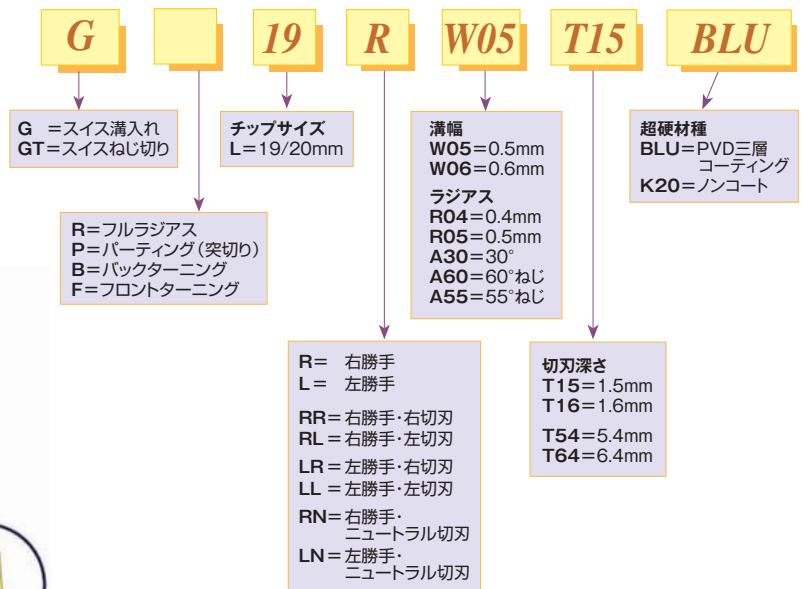 G 19 R W05 T15 BLU
G =スイス溝入れ
GT=スイスねじ切り
R=フルラジアス
P=パーティング(突切り)
B=バックターニング
F=フロントターニング
チップサイズ
L=19/20mm
R= 右勝手
L= 左勝手
RR=右勝手・右切刃
RL=右勝手・左切刃
LR=左勝手・右切刃
LL=左勝手・左切刃
RN=右勝手・
ニュートラル切刃
LN=左勝手・
ニュートラル切刃
溝幅
W05=0.5mm
W06=0.6mm
ラジアス
R04=0.4mm
R05=0.5mm
A30=30°
A60=60°ねじ
A55=55°ねじ
切刃深さ
T15=1.5mm
T16=1.6mm
T54=5.4mm
T64=6.4mm
超硬材種
BLU=PVD三層
コーティング
K20=ノンコート